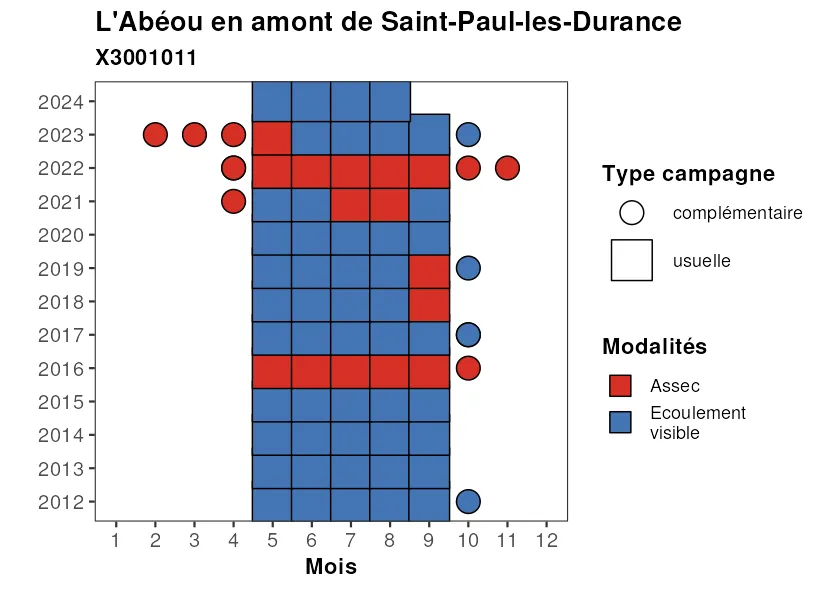 L'Abéou en amont de Saint-Paul-les-Durance
X3001011
2024
2023
2022
2021
2020
2019
2018
2017
2016
2015
2014
2013
2012
1 2 3 4 5 6 7 8 9 10 11 12
Mois
Type campagne
complémentaire
usuelle
Modalités
Assec
Ecoulement
visible